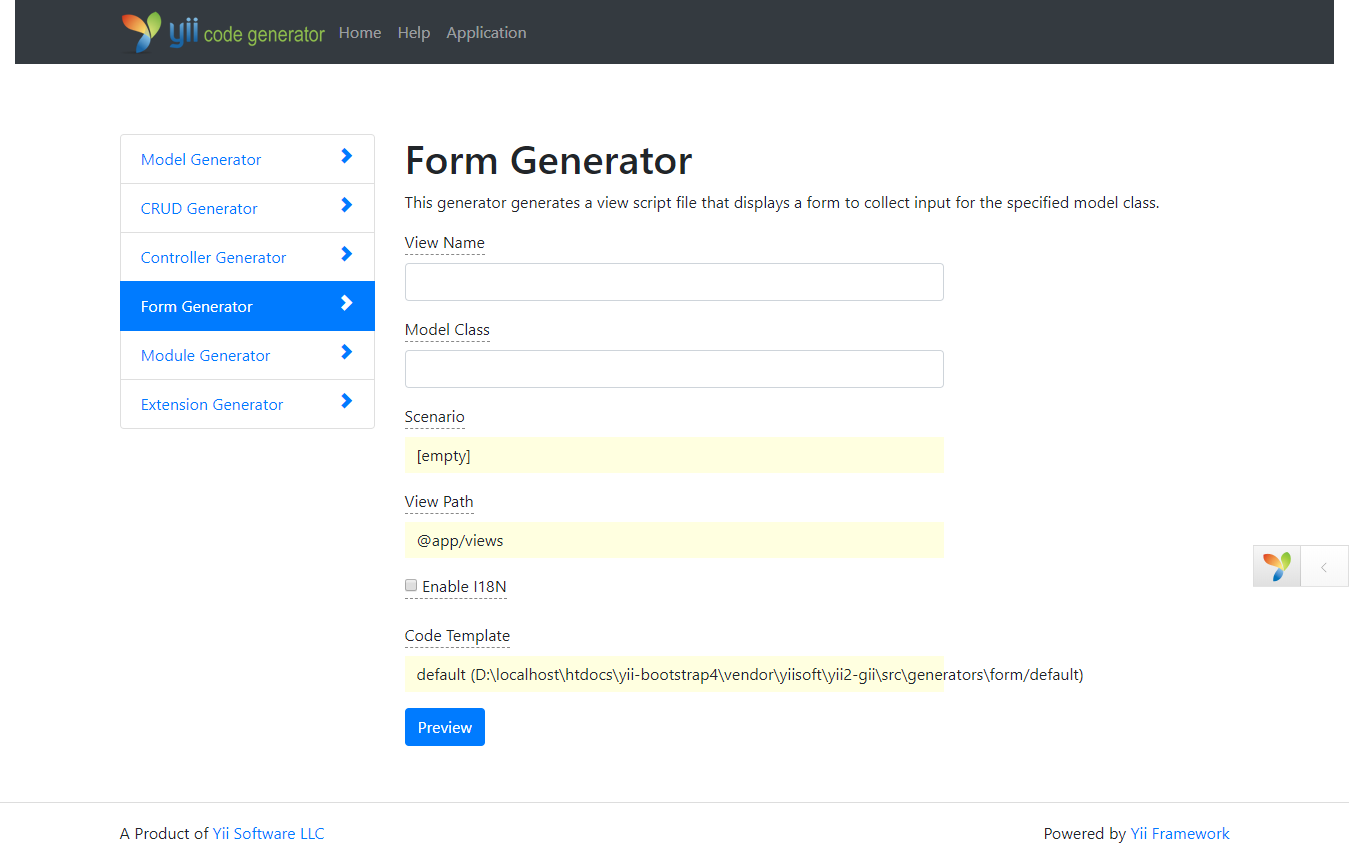 yii code generator Home Help Application
Model Generator
CRUD Generator
Controller Generator
Form Generator
Module Generator
Extension Generator
Form Generator
This generator generates a view script file that displays a form to collect input for the specified model class.
View Name
Model Class
Scenario
[empty]
View Path
@app/views
Enable I18N
Code Template
default (D:\localhost\htdocs\yii-bootstrap4\vendor\yiisoft\yii2-gii\src\generators\form/default)
Preview
A Product of Yii Software LLC
Powered by Yii Framework